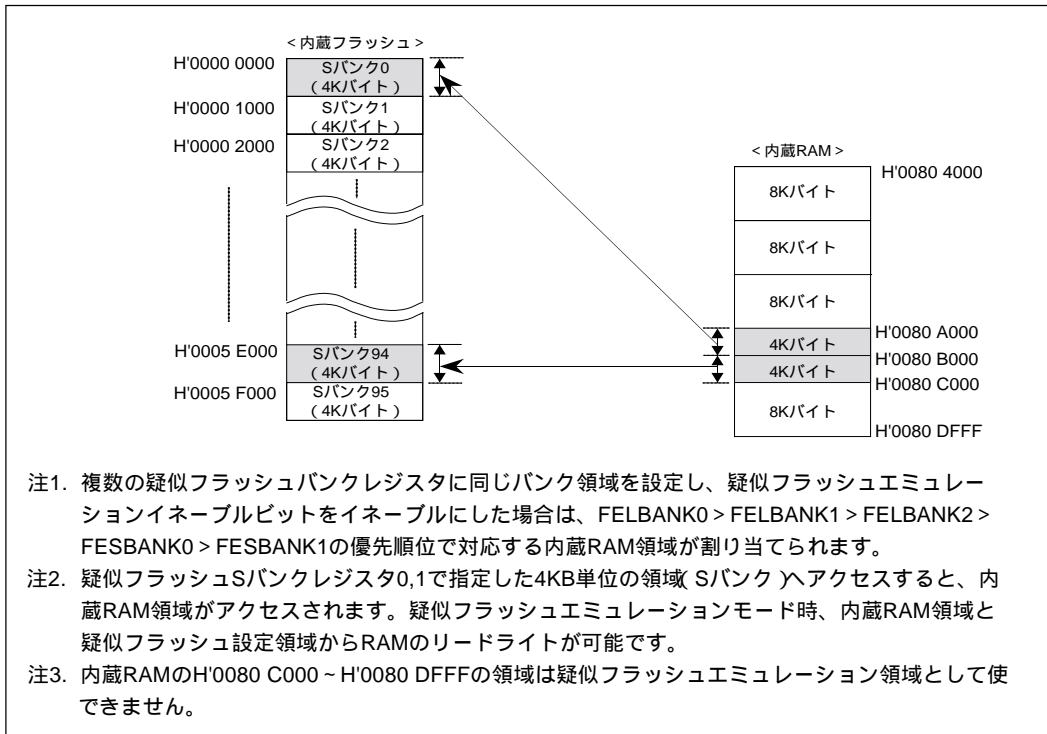 <内蔵フラッシュ>
H'0000 0000
Sバンク0
(4Kバイト)
H'0000 1000
Sバンク1
(4Kバイト)
H'0000 2000
Sバンク2
(4Kバイト)
H'0005 E000
Sバンク94
(4Kバイト)
H'0005 F000
Sバンク95
(4Kバイト)
<内蔵RAM>
H'0080 4000
8Kバイト
8Kバイト
8Kバイト
H'0080 A000
4Kバイト
H'0080 B000
4Kバイト
H'0080 C000
8Kバイト
H'0080 DFFF
注1. 複数の疑似フラッシュバンクレジスタに同じバンク領域を設定し、疑似フラッシュエミュレー
ションイネーブルビットをイネーブルにした場合は、FELBANK0 > FELBANK1 > FELBANK2 >
FESBANK0 > FESBANK1の優先順位で対応する内蔵RAM領域が割り当てられます。
注2. 疑似フラッシュSバンクレジスタ0,1で指定した4KB単位の領域(Sバンク)へアクセスすると、内
蔵RAM領域がアクセスされます。疑似フラッシュエミュレーションモード時、内蔵RAM領域と
疑似フラッシュ設定領域からRAMのリードライトが可能です。
注3. 内蔵RAMのH'0080 C000 ~ H'0080 DFFFの領域は疑似フラッシュエミュレーション領域として使
できません。